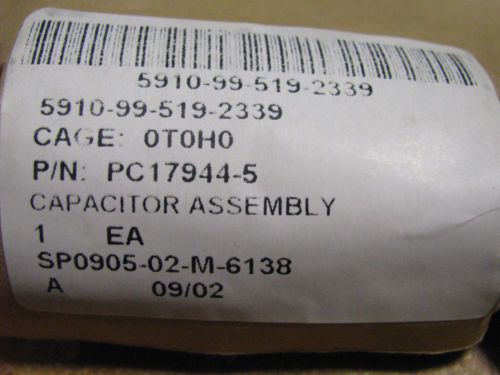 5910-99-519-2339
5910-99-519-2339
CAGE: 0T0H0
P/N: PC17944-5
CAPACITOR ASSEMBLY
1 EA
SP0905-02-M-6138
A 09/02